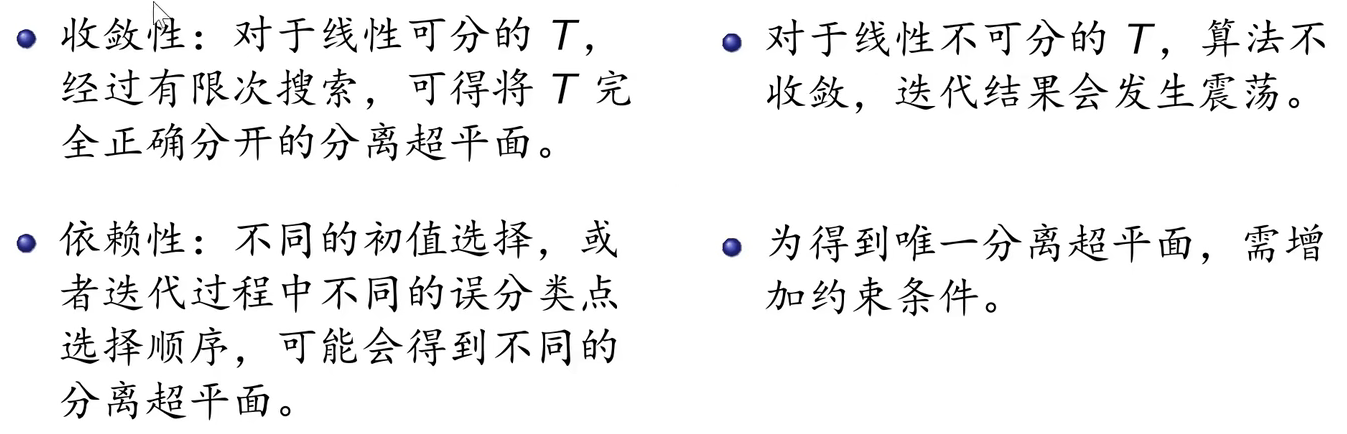 收敛性：对于线性可分的 T，
经过有限次搜索，可得将 T 完
全正确分开的分离超平面。
对于线性不可分的 T，算法不
收敛，迭代结果会发生震荡。
依赖性：不同的初值选择，或
者迭代过程中不同的误分类点
选择顺序，可能会得到不同的
分离超平面。
为得到唯一分离超平面，需增
加约束条件。